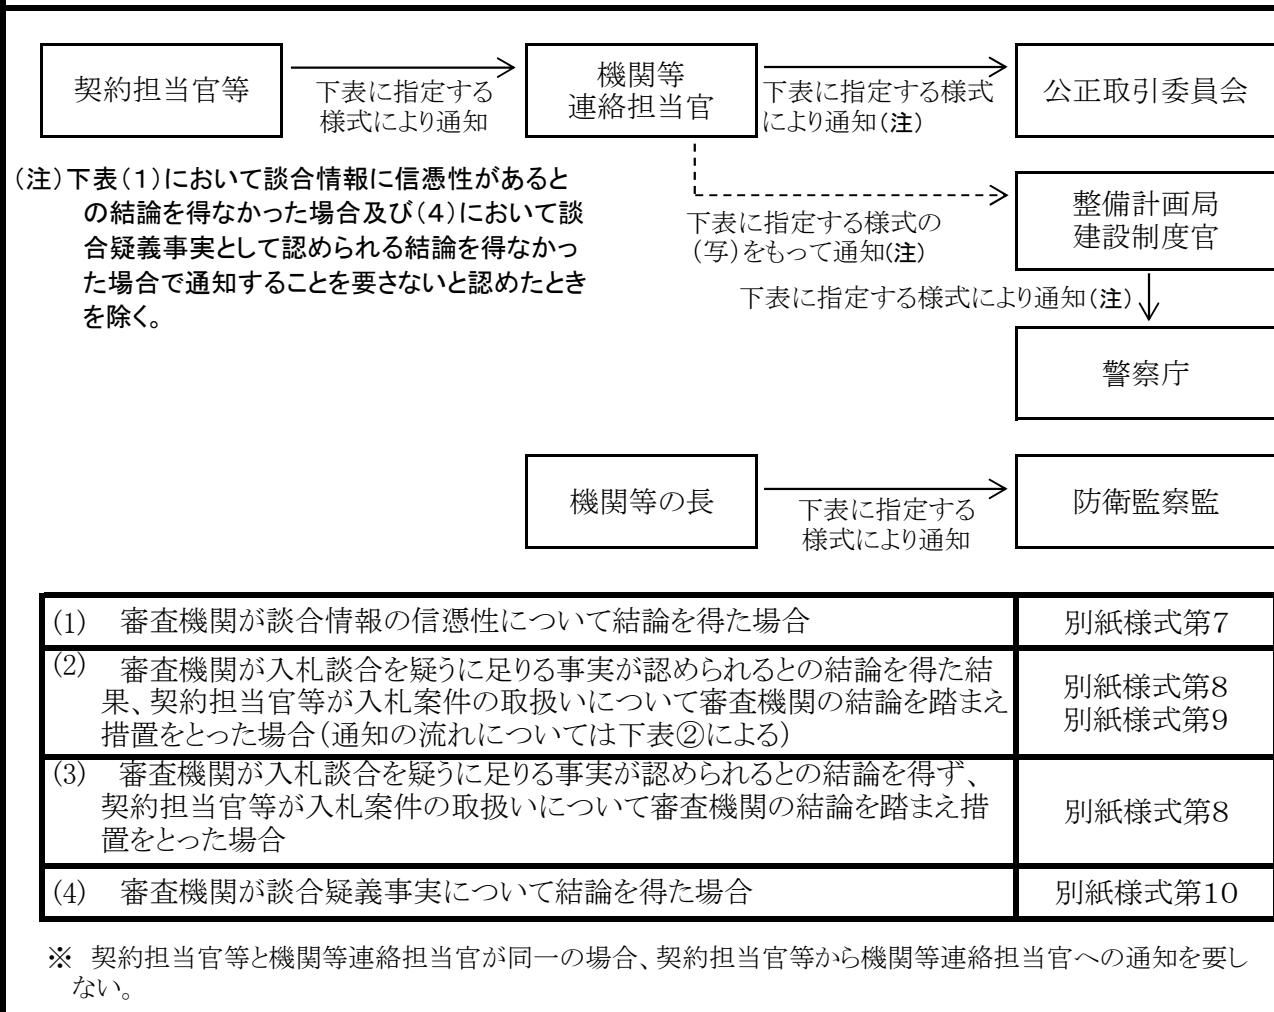 契約担当官等
下表に指定する
様式により通知
機関等
連絡担当官
下表に指定する様式
により通知(注)
公正取引委員会
(注)下表(1)において談合情報に信憑性があると
の結論を得なかった場合及び(4)において談
合疑義事実として認められる結論を得なかっ
た場合で通知することを要さないと認めたとき
を除く。
下表に指定する様式の
(写)をもって通知(注)
整備計画局
建設制度官
下表に指定する様式により通知(注)
警察庁
機関等の長
下表に指定する
様式により通知
防衛監察監
(1) 審査機関が談合情報の信憑性について結論を得た場合
別紙様式第7
(2) 審査機関が入札談合を疑うに足りる事実が認められるとの結論を得た結
果、契約担当官等が入札案件の取扱いについて審査機関の結論を踏まえ
措置をとった場合(通知の流れについては下表②による)
別紙様式第8
別紙様式第9
(3) 審査機関が入札談合を疑うに足りる事実が認められるとの結論を得ず、
契約担当官等が入札案件の取扱いについて審査機関の結論を踏まえ措
置をとった場合
別紙様式第8
(4) 審査機関が談合疑義事実について結論を得た場合
別紙様式第10
※ 契約担当官等と機関等連絡担当官が同一の場合、契約担当官等から機関等連絡担当官への通知を要し
ない。